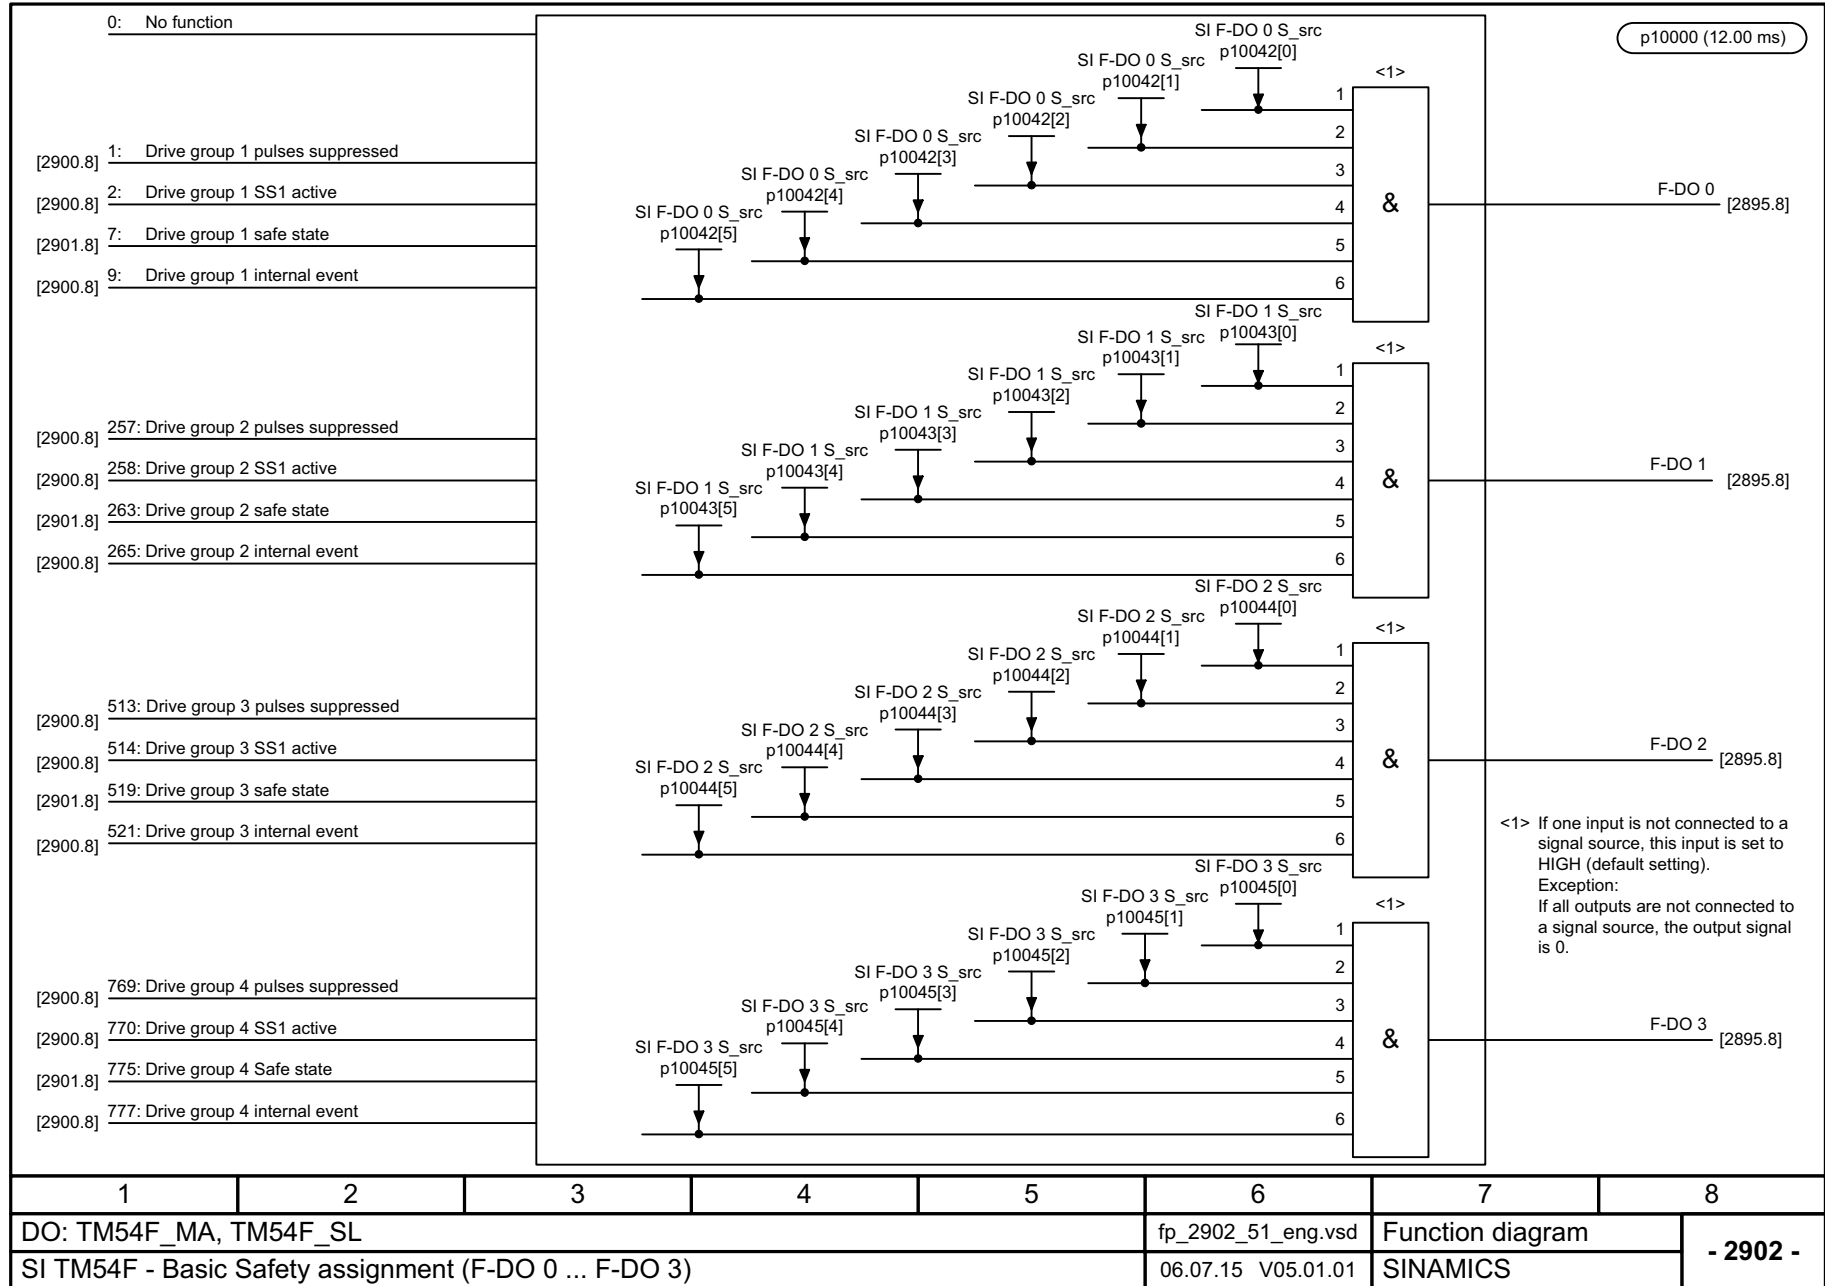 0: No function
p10000 (12.00 ms)
SI F-DO 0 S_src
p10042[0]
SI F-DO 0 S_src
p10042[1]
SI F-DO 0 S_src
p10042[2]
SI F-DO 0 S_src
p10042[3]
SI F-DO 0 S_src
p10042[4]
SI F-DO 0 S_src
p10042[5]
<1>
1
2
3
4
5
6
&
F-DO 0
[2895.8]
[2900.8] 1: Drive group 1 pulses suppressed
[2900.8] 2: Drive group 1 SS1 active
[2901.8] 7: Drive group 1 safe state
[2900.8] 9: Drive group 1 internal event
SI F-DO 1 S_src
p10043[0]
SI F-DO 1 S_src
p10043[1]
SI F-DO 1 S_src
p10043[2]
SI F-DO 1 S_src
p10043[3]
SI F-DO 1 S_src
p10043[4]
SI F-DO 1 S_src
p10043[5]
<1>
1
2
3
4
5
6
&
F-DO 1
[2895.8]
[2900.8] 257: Drive group 2 pulses suppressed
[2900.8] 258: Drive group 2 SS1 active
[2901.8] 263: Drive group 2 safe state
[2900.8] 265: Drive group 2 internal event
SI F-DO 2 S_src
p10044[0]
SI F-DO 2 S_src
p10044[1]
SI F-DO 2 S_src
p10044[2]
SI F-DO 2 S_src
p10044[3]
SI F-DO 2 S_src
p10044[4]
SI F-DO 2 S_src
p10044[5]
<1>
1
2
3
4
5
6
&
F-DO 2
[2895.8]
[2900.8] 513: Drive group 3 pulses suppressed
[2900.8] 514: Drive group 3 SS1 active
[2901.8] 519: Drive group 3 safe state
[2900.8] 521: Drive group 3 internal event
<1> If one input is not connected to a
signal source, this input is set to
HIGH (default setting).
Exception:
If all outputs are not connected to
a signal source, the output signal
is 0.
SI F-DO 3 S_src
p10045[0]
SI F-DO 3 S_src
p10045[1]
SI F-DO 3 S_src
p10045[2]
SI F-DO 3 S_src
p10045[3]
SI F-DO 3 S_src
p10045[4]
SI F-DO 3 S_src
p10045[5]
<1>
1
2
3
4
5
6
&
F-DO 3
[2895.8]
[2900.8] 769: Drive group 4 pulses suppressed
[2900.8] 770: Drive group 4 SS1 active
[2901.8] 775: Drive group 4 Safe state
[2900.8] 777: Drive group 4 internal event
1 2 3 4 5 6 7 8
DO: TM54F_MA, TM54F_SL
fp_2902_51_eng.vsd
Function diagram
- 2902 -
SI TM54F - Basic Safety assignment (F-DO 0 ... F-DO 3)
06.07.15 V05.01.01
SINAMICS